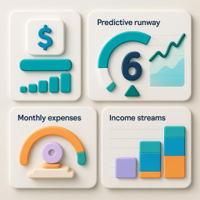 $
Predictive runway
6
Monthly expenses
Income streams